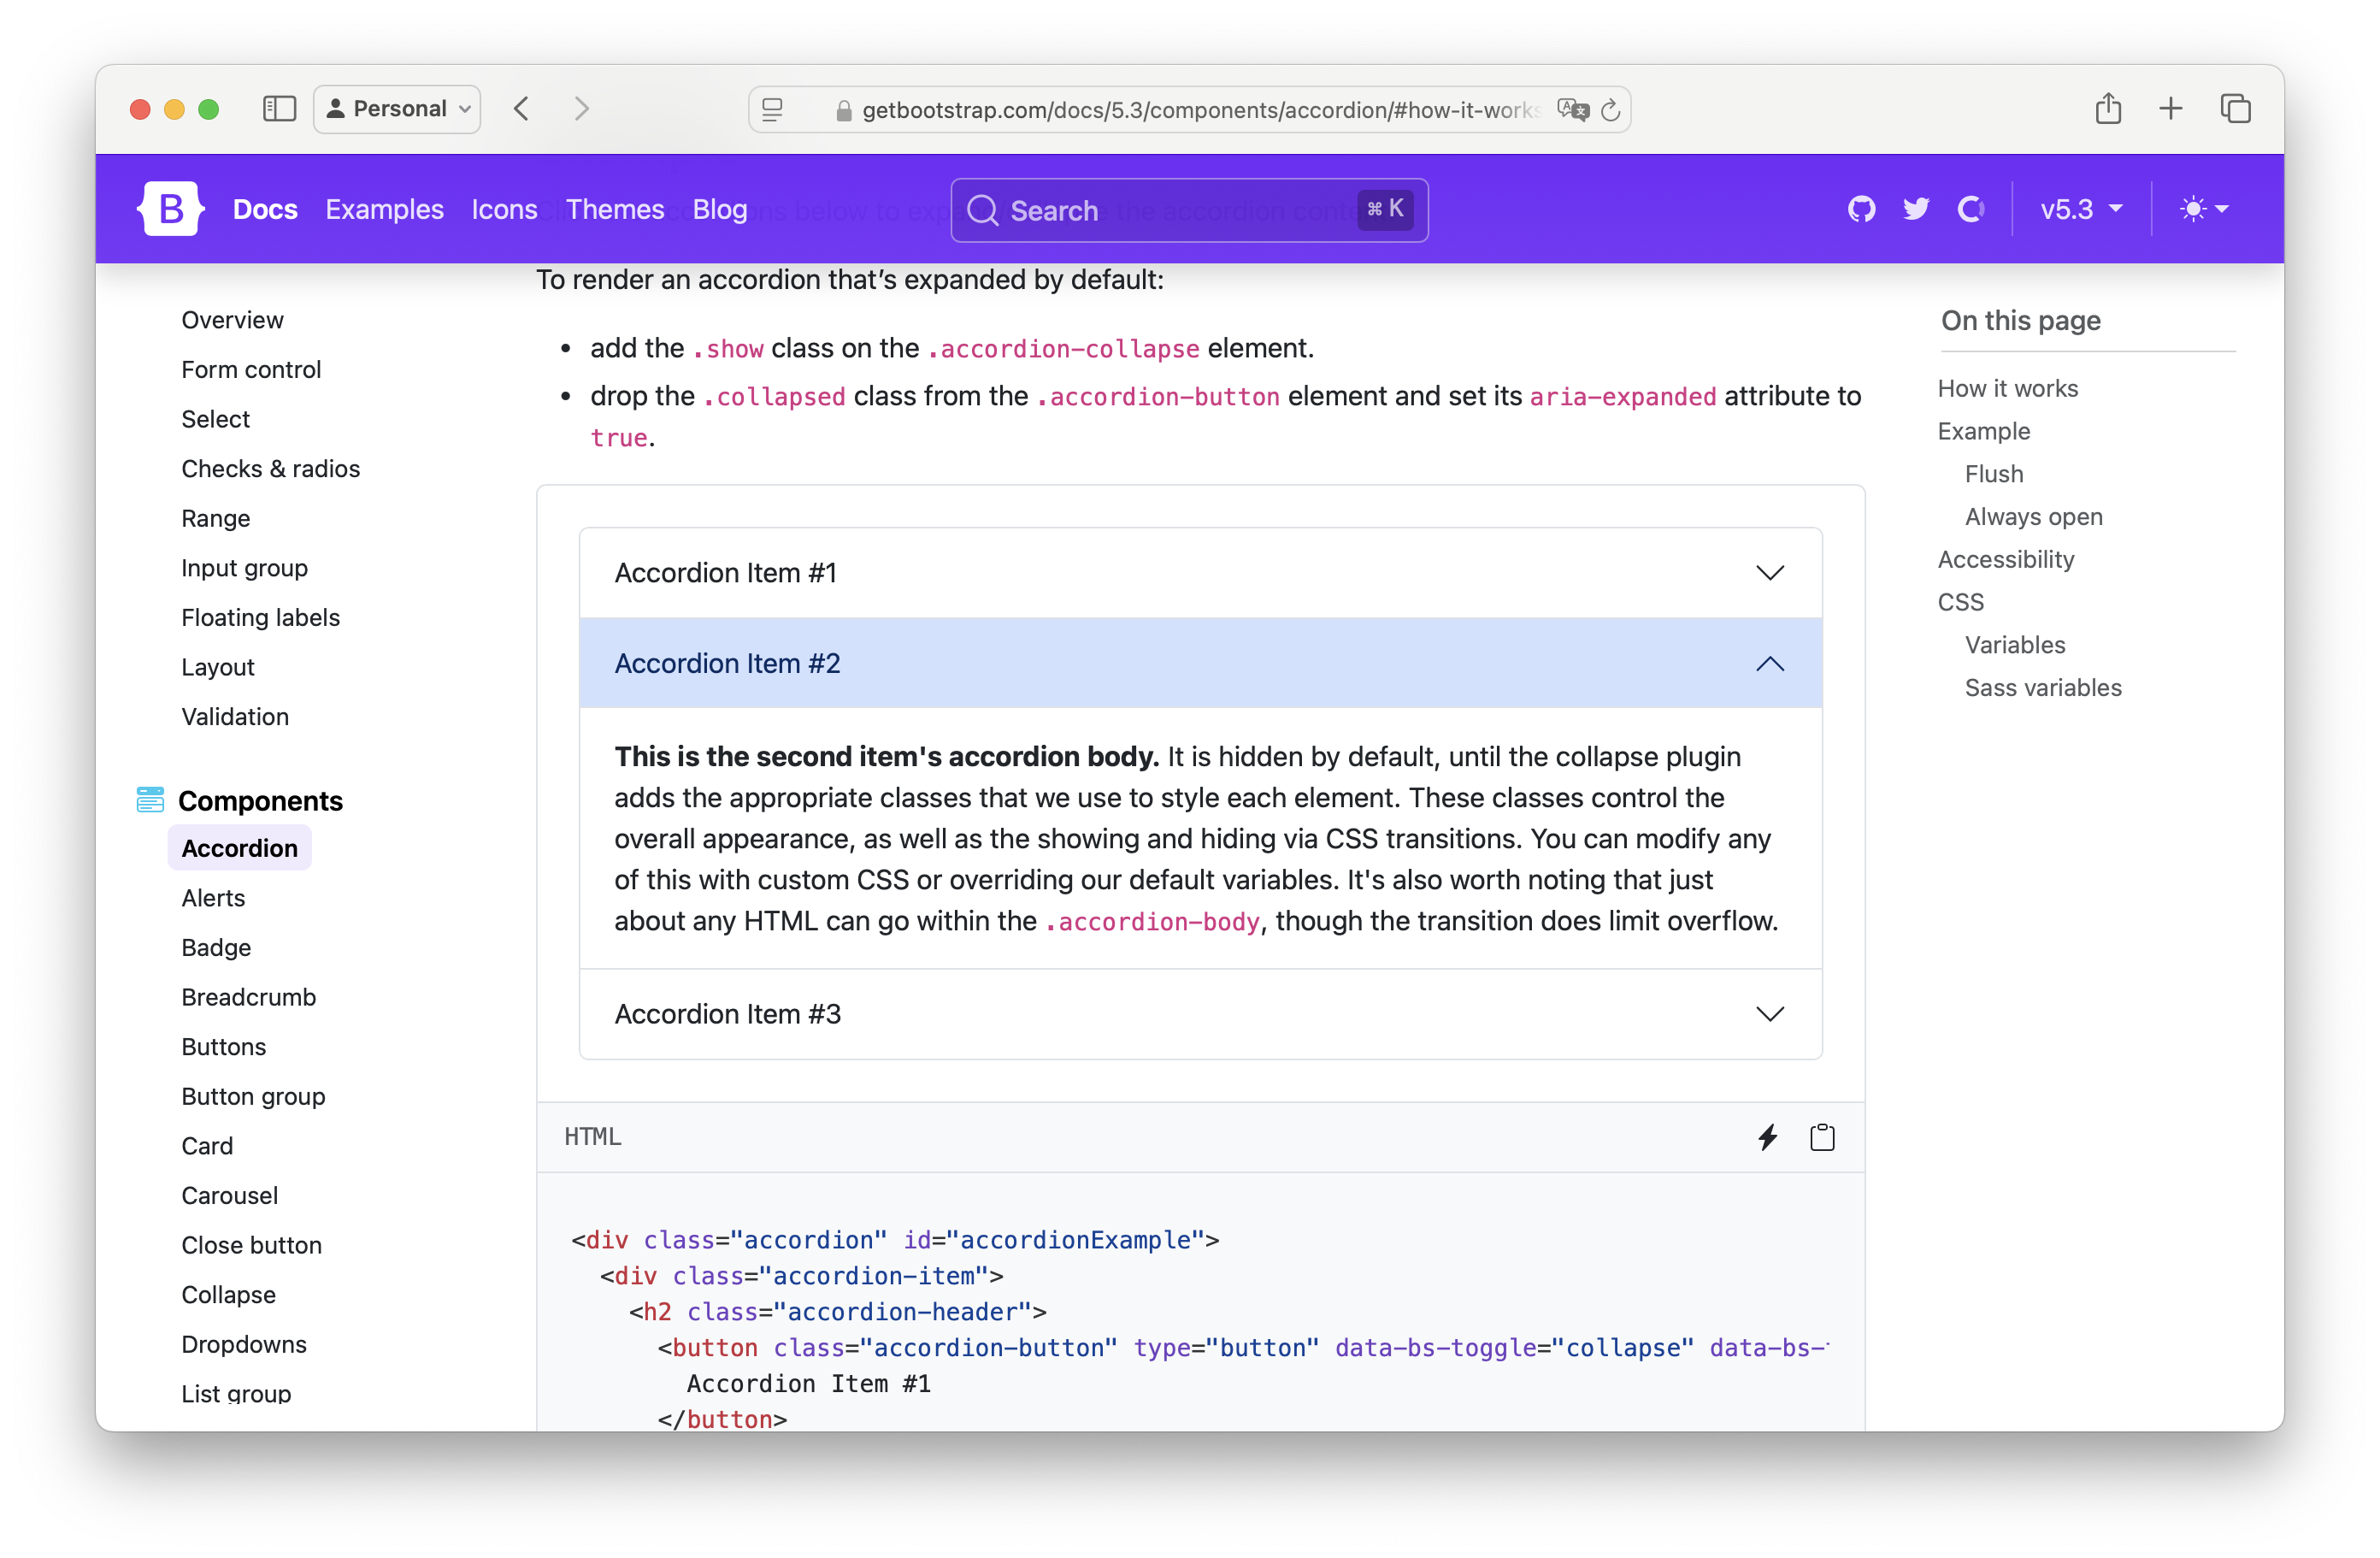 Personal
getbootstrap.com/docs/5.3/components/accordion/#how-it-works
B Docs Examples Icons Themes Blog
Search ⌘ K
v5.3
To render an accordion that’s expanded by default:
• add the .show class on the .accordion-collapse element.
• drop the .collapsed class from the .accordion-button element and set its aria-expanded attribute to
true.
Overview
Form control
Select
Checks & radios
Range
Input group
Floating labels
Layout
Validation
Components
Accordion
Alerts
Badge
Breadcrumb
Buttons
Button group
Card
Carousel
Close button
Collapse
Dropdowns
List group
Accordion Item #1
Accordion Item #2
This is the second item's accordion body. It is hidden by default, until the collapse plugin
adds the appropriate classes that we use to style each element. These classes control the
overall appearance, as well as the showing and hiding via CSS transitions. You can modify any
of this with custom CSS or overriding our default variables. It's also worth noting that just
about any HTML can go within the .accordion-body, though the transition does limit overflow.
Accordion Item #3
HTML
<div class="accordion" id="accordionExample">
<div class="accordion-item">
<h2 class="accordion-header">
<button class="accordion-button" type="button" data-bs-toggle="collapse" data-bs-
Accordion Item #1
</button>
On this page
How it works
Example
Flush
Always open
Accessibility
CSS
Variables
Sass variables